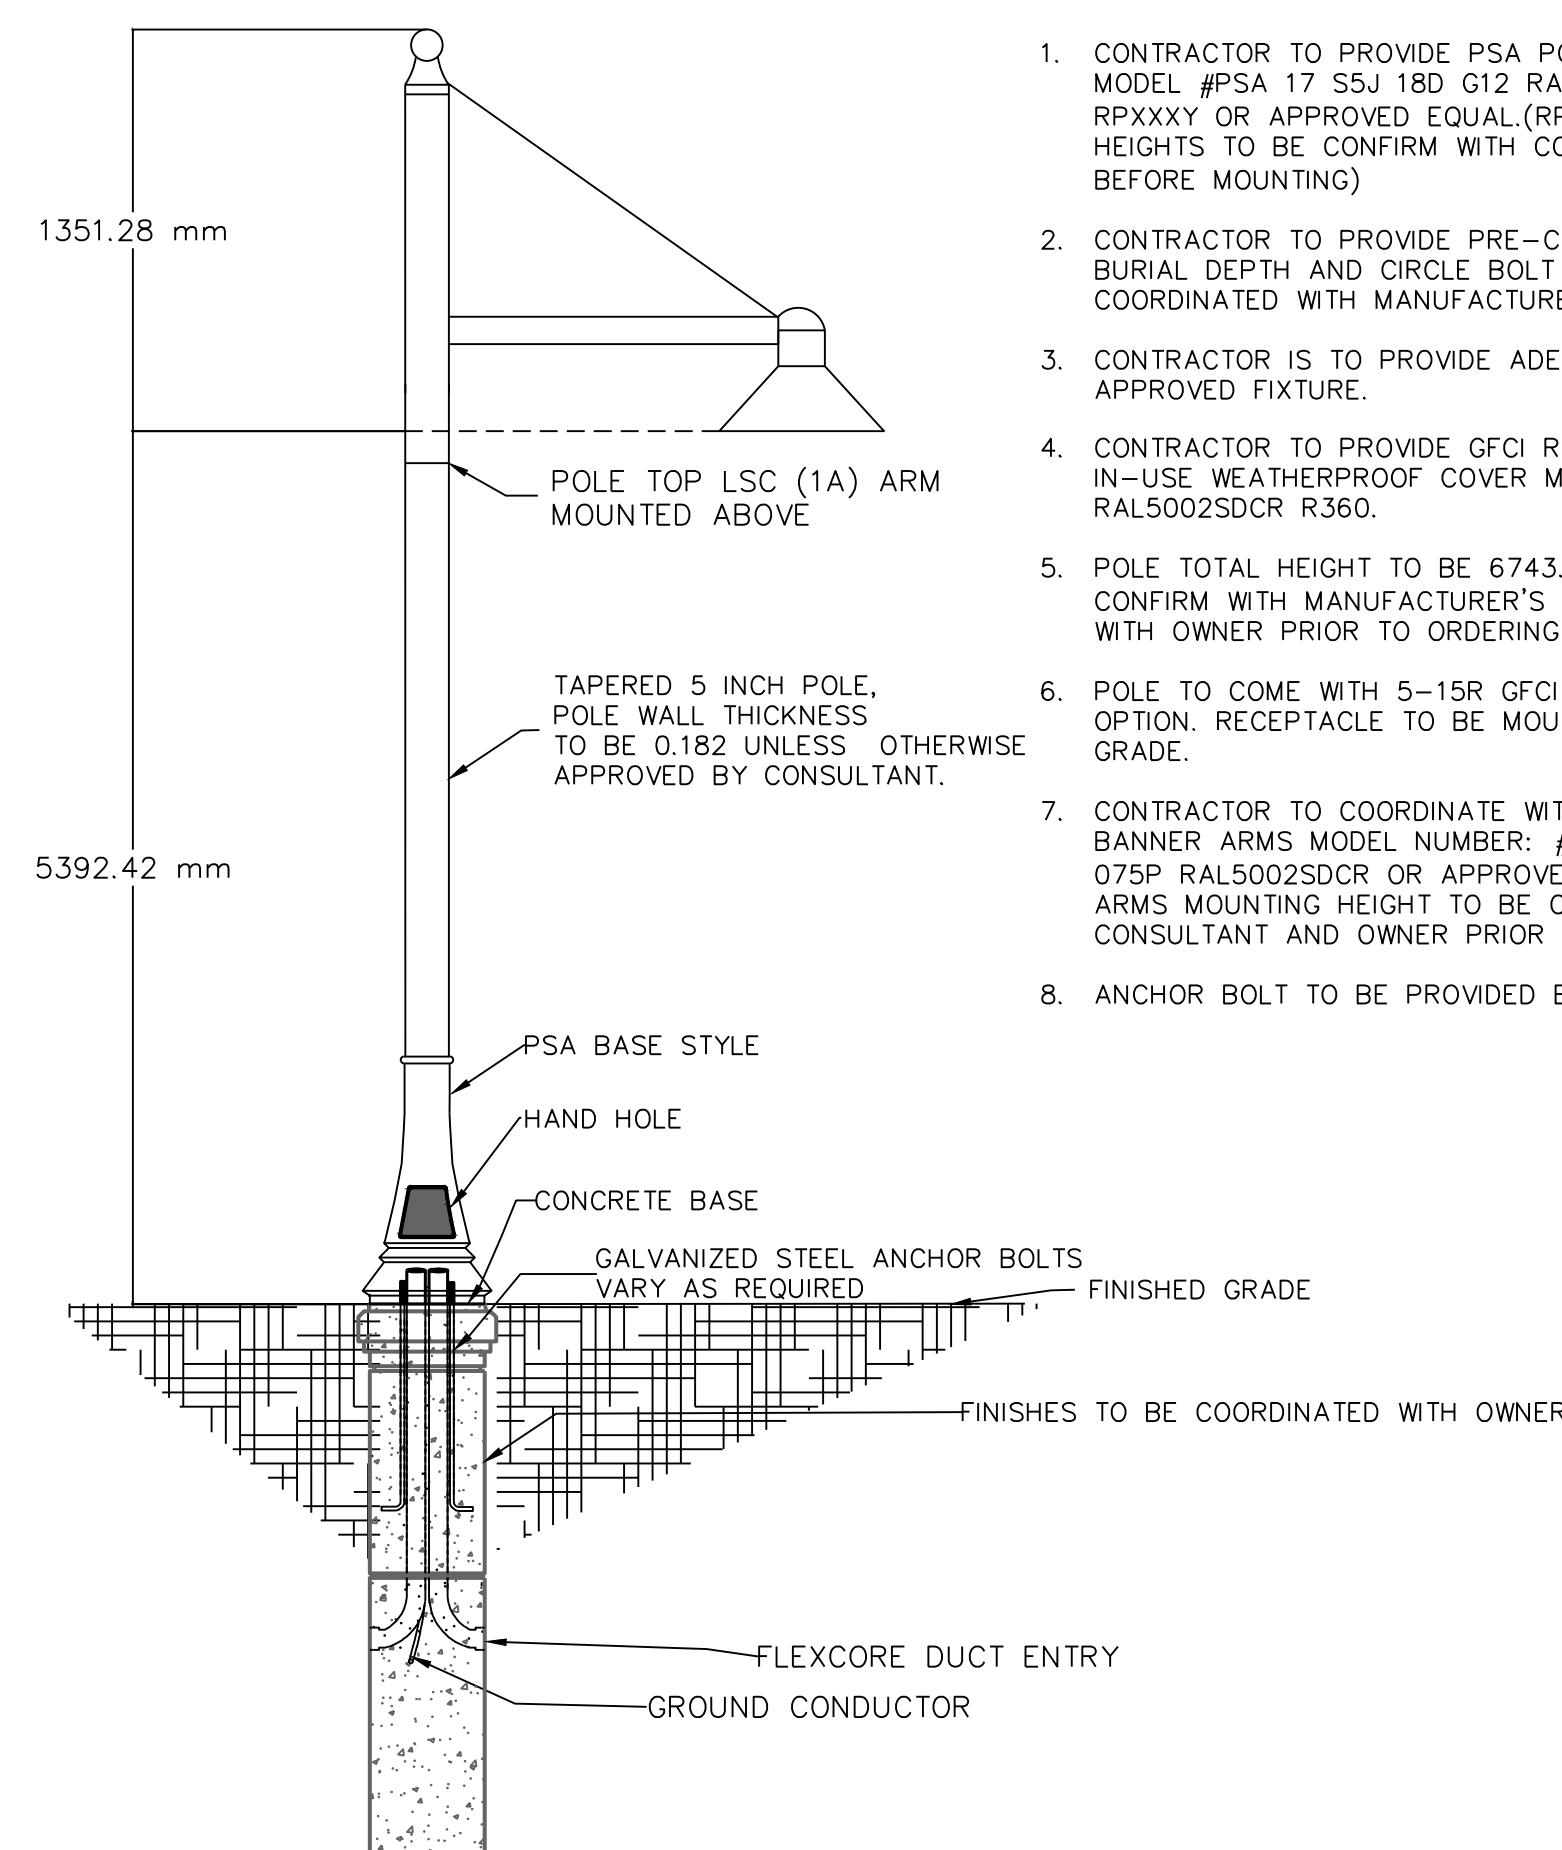 1351.28 mm
POLE TOP LSC (1A) ARM
MOUNTED ABOVE
TAPERED 5 INCH POLE,
POLE WALL THICKNESS
TO BE 0.182 UNLESS OTHERWISE
APPROVED BY CONSULTANT.
5392.42 mm
PSA BASE STYLE
HAND HOLE
CONCRETE BASE
GALVANIZED STEEL ANCHOR BOLTS
VARY AS REQUIRED
FINISHED GRADE
FINISHES TO BE COORDINATED WITH OWNER
FLEXCORE DUCT ENTRY
GROUND CONDUCTOR
1. CONTRACTOR TO PROVIDE PSA
MODEL #PSA 17 S5J 18D G12
RPXXXY OR APPROVED EQUAL.
HEIGHTS TO BE CONFIRM WITH
BEFORE MOUNTING)
2. CONTRACTOR TO PROVIDE
BURIAL DEPTH AND CIRCLE BOLT
COORDINATED WITH
3. CONTRACTOR IS TO PROVIDE
APPROVED FIXTURE.
4. CONTRACTOR TO PROVIDE GFCI
IN-USE WEATHERPROOF COVER
RAL5002SDCR R360.
5. POLE TOTAL HEIGHT TO BE 6743.
CONFIRM WITH MANUFACTURER'S
WITH OWNER PRIOR TO ORDERING
6. POLE TO COME WITH 5-15R GFCI
OPTION. RECEPTACLE TO BE
GRADE.
7. CONTRACTOR TO COORDINATE
BANNER ARMS MODEL NUMBER: #
075P RAL5002SDCR OR
ARMS MOUNTING HEIGHT TO BE
CONSULTANT AND OWNER PRIOR
8. ANCHOR BOLT TO BE PROVIDED